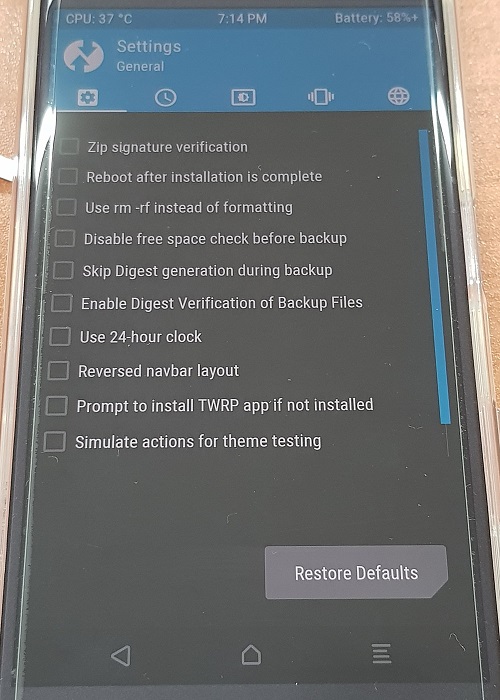 CPU: 37 °C 7:14 PM Battery: 58%+
Settings
General
Zip signature verification
Reboot after installation is complete
Use rm -rf instead of formatting
Disable free space check before backup
Skip Digest generation during backup
Enable Digest Verification of Backup Files
Use 24-hour clock
Reversed navbar layout
Prompt to install TWRP app if not installed
Simulate actions for theme testing
Restore Defaults